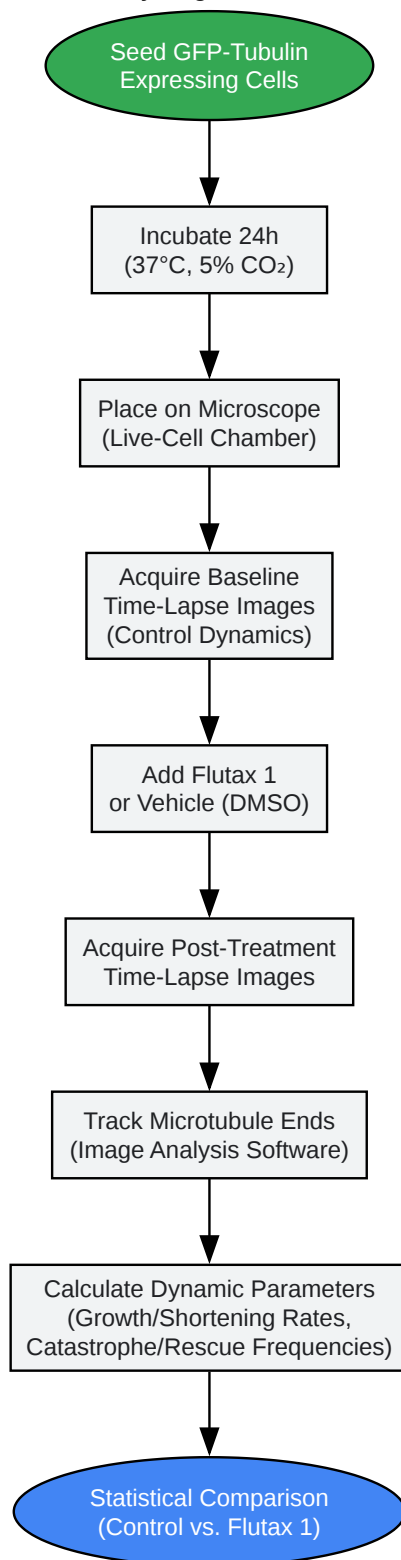 Seed GFP-Tubulin
Expressing Cells
Incubate 24h
(37°C, 5% CO₂)
Place on Microscope
(Live-Cell Chamber)
Acquire Baseline
Time-Lapse Images
(Control Dynamics)
Add Flutax 1
or Vehicle (DMSO)
Acquire Post-Treatment
Time-Lapse Images
Track Microtubule Ends
(Image Analysis Software)
Calculate Dynamic Parameters
(Growth/Shortening Rates,
Catastrophe/Rescue Frequencies)
Statistical Comparison
(Control vs. Flutax 1)